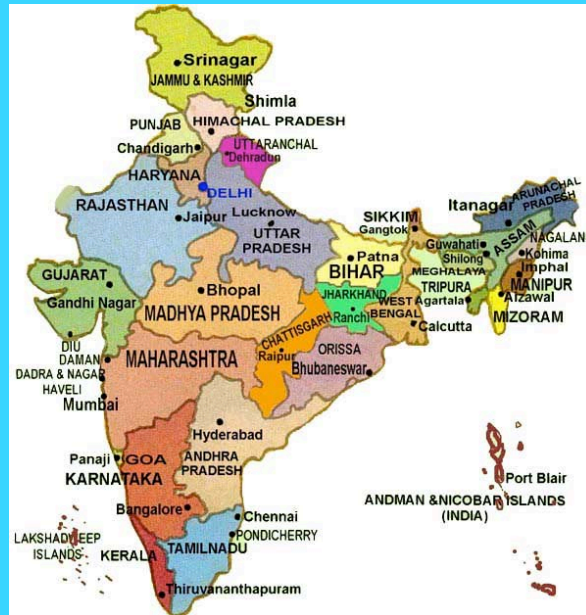 Srinagar
JAMMU & KASHMIR
Shimla
PUNJAB
HIMACHAL PRADESH
Chandigarh
UTTARANCHAL
Dehradun
HARYANA
DELHI
RAJASTHAN
Jaipur
Lucknow
UTTAR
PRADESH
SIKKIM
Gangtok
Itanagar
ARUNACHAL
PRADESH
ASSAM
Guwahati
NAGALAN
Shilong
Kohima
MEGHALAYA
Imphal
TRIPURA
MANIPUR
Agartala
Aizawal
MIZORAM
Patna
BIHAR
GUJARAT
Gandhi Nagar
Bhopal
MADHYA PRADESH
JHARKHAND
Ranchi
WEST
BENGAL
Calcutta
CHATTISGARH
Raipur
ORISSA
Bhubaneswar
DIU
DAMAN
DADRA & NAGAR
HAVELI
MAHARASHTRA
Mumbai
Hyderabad
ANDHRA
PRADESH
Panaji
GOA
KARNATAKA
Bangalore
Port Blair
ANDMAN &NICOBAR ISLANDS
(INDIA)
Chennai
PONDICHERRY
LAKSHADWEEP
ISLANDS
KERALA
TAMILNADU
Thiruvananthapuram